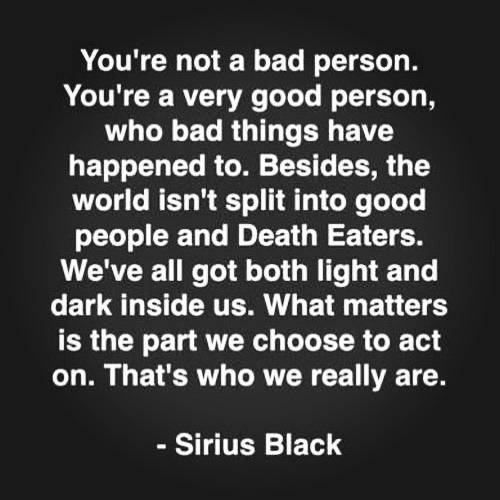 You're not a bad person.
You're a very good person,
who bad things have
happened to. Besides, the
world isn't split into good
people and Death Eaters.
We've all got both light and
dark inside us. What matters
is the part we choose to act
on. That's who we really are.
- Sirius Black